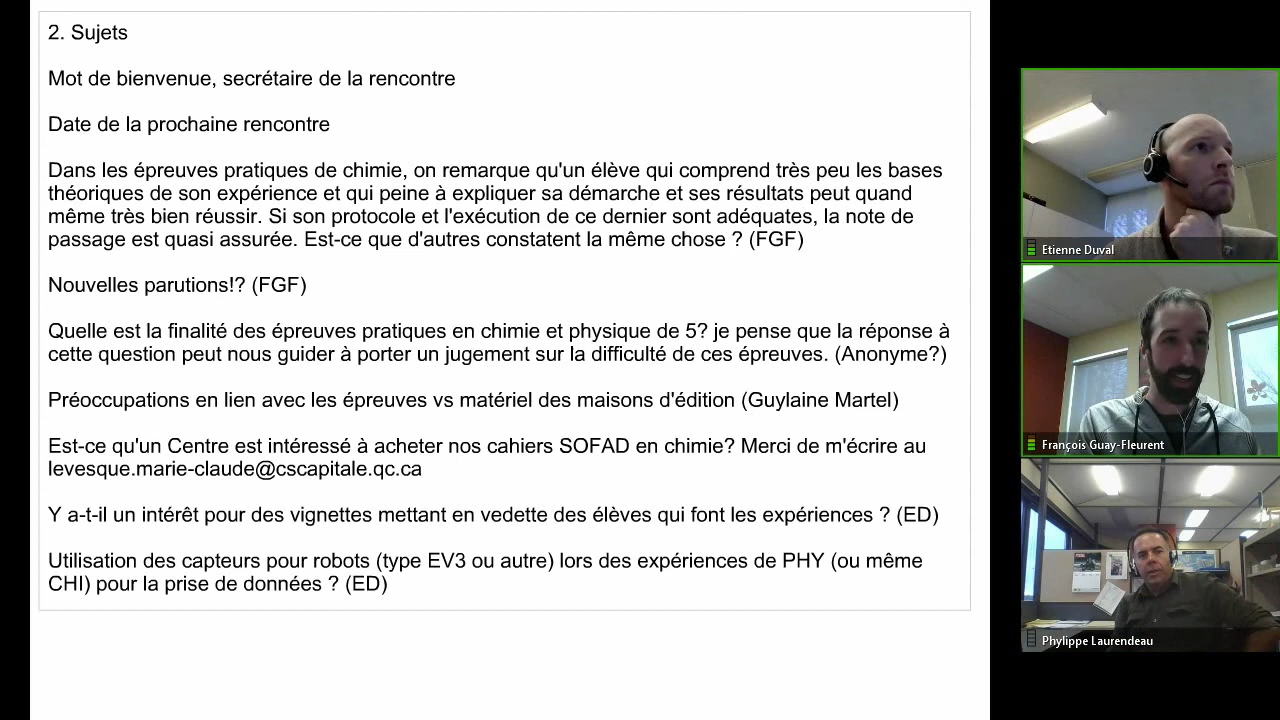 2. Sujets
Mot de bienvenue, secrétaire de la rencontre
Date de la prochaine rencontre
Dans les épreuves pratiques de chimie, on remarque qu'un élève qui comprend très peu les bases
théoriques de son expérience et qui peine à expliquer sa démarche et ses résultats peut quand
même très bien réussir. Si son protocole et l'exécution de ce dernier sont adéquates, la note de
passage est quasi assurée. Est-ce que d'autres constatent la même chose ? (FGF)
Nouvelles parutions!? (FGF)
Quelle est la finalité des épreuves pratiques en chimie et physique de 5? je pense que la réponse à
cette question peut nous guider à porter un jugement sur la difficulté de ces épreuves. (Anonyme?)
Préoccupations en lien avec les épreuves vs matériel des maisons d'édition (Guylaine Martel)
Est-ce qu'un Centre est intéressé à acheter nos cahiers SOFAD en chimie? Merci de m'écrire au
levesque.marie-claude@cscapitale.qc.ca
Y a-t-il un intérêt pour des vignettes mettant en vedette des élèves qui font les expériences ? (ED)
Utilisation des capteurs pour robots (type EV3 ou autre) lors des expériences de PHY (ou même
CHI) pour la prise de données ? (ED)
Etienne Duval
François Guay-Fleurent
Phylippe Laurendeau